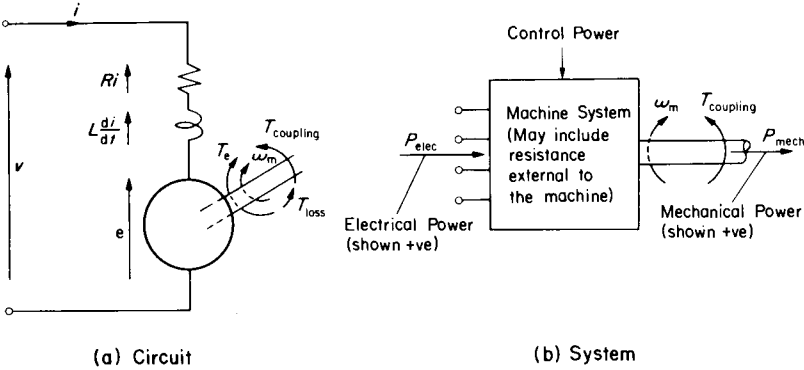 i
Ri
L di/dt
v
e
T_e
ω_m
T_coupling
T_loss
(a) Circuit
Control Power
Machine System
(May include
resistance
external to
the machine)
P_elec
Electrical Power
(shown +ve)
ω_m
T_coupling
P_mech
Mechanical Power
(shown +ve)
(b) System